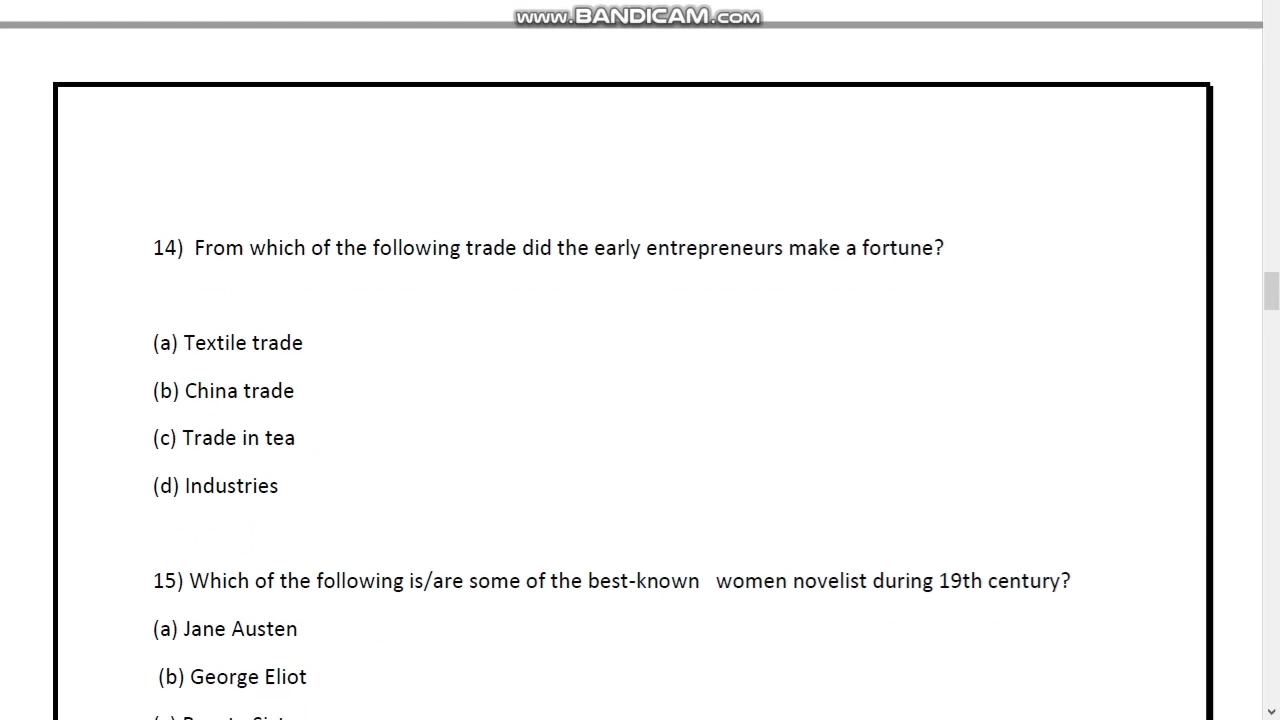 www.BANDICAM.com
14) From which of the following trade did the early entrepreneurs make a fortune?
(a) Textile trade
(b) China trade
(c) Trade in tea
(d) Industries
15) Which of the following is/are some of the best-known women novelist during 19th century?
(a) Jane Austen
(b) George Eliot